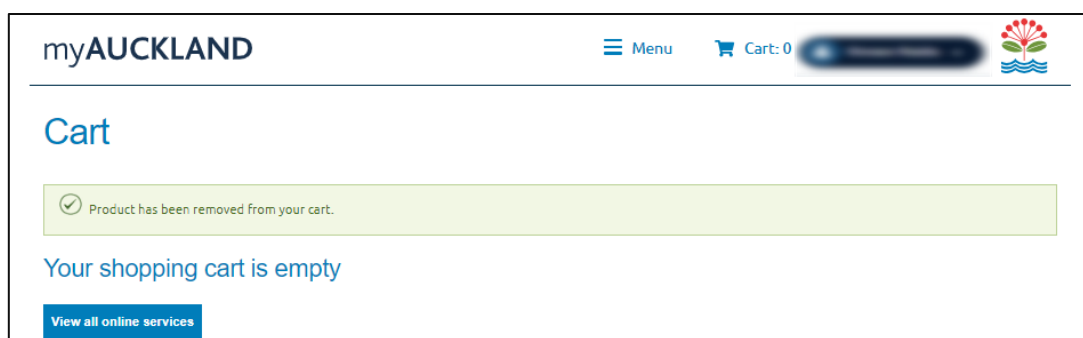 myAUCKLAND
Menu
Cart: 0
Cart
Product has been removed from your cart.
Your shopping cart is empty
View all online services